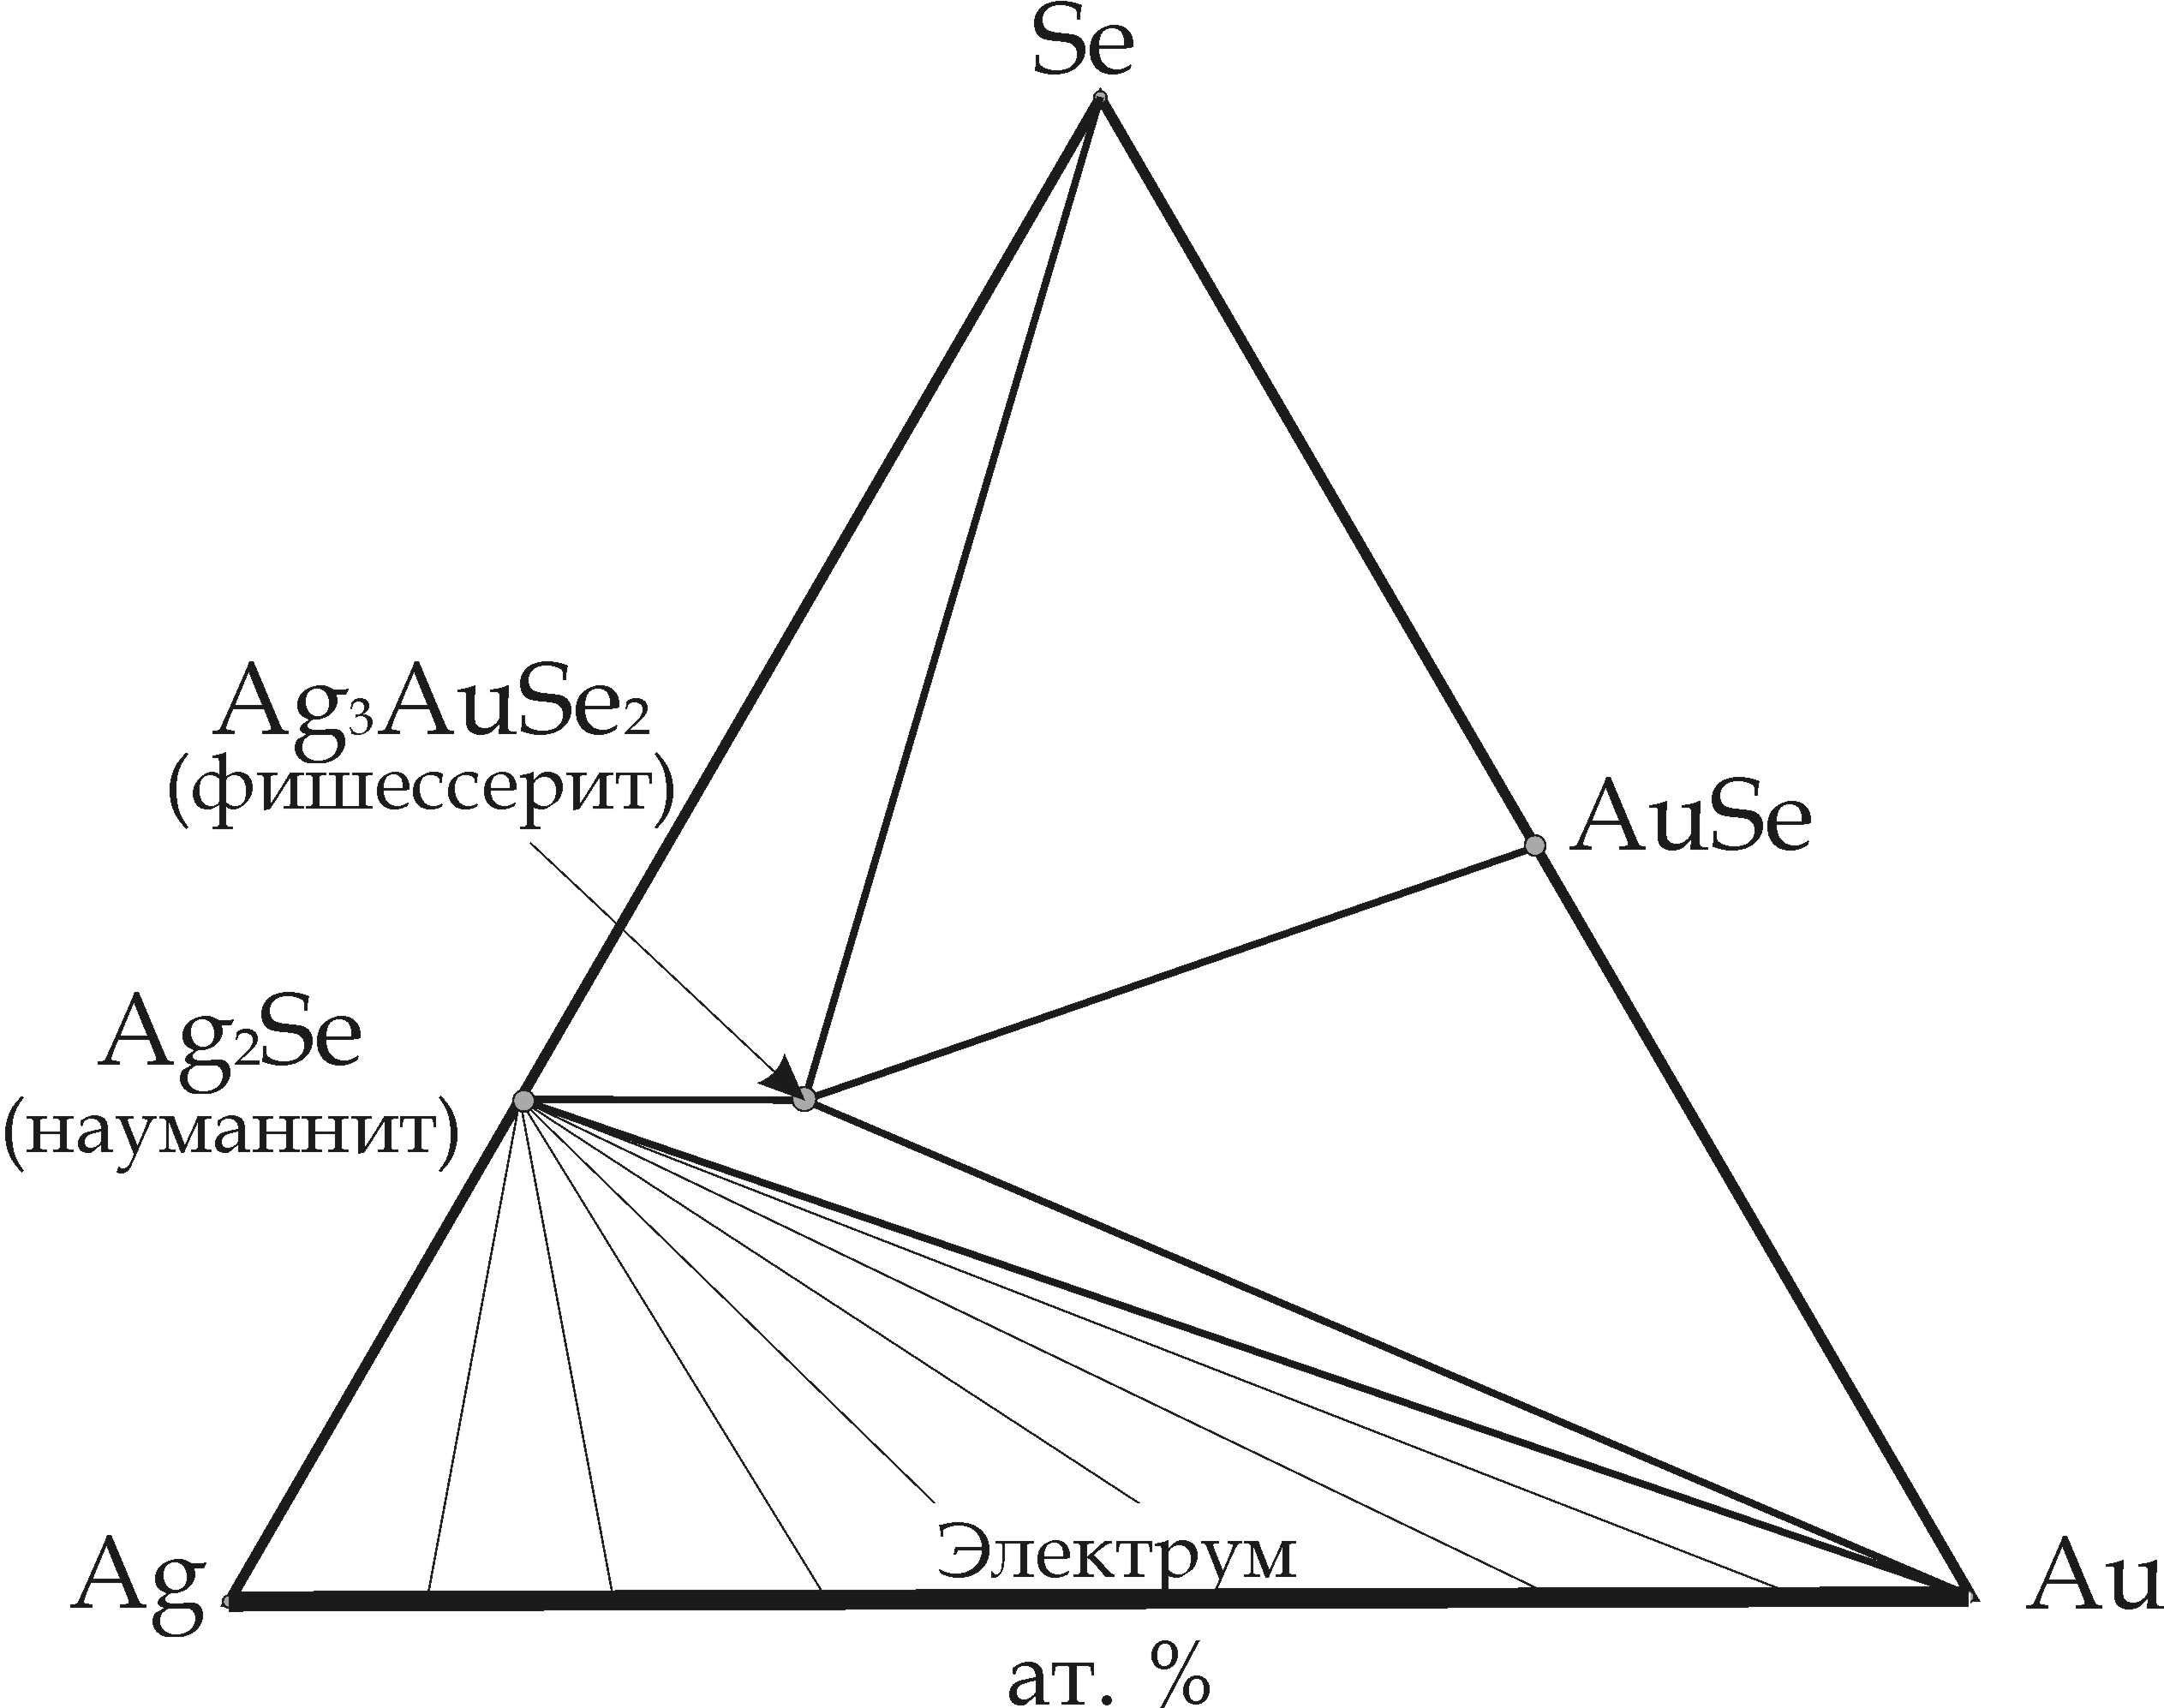 Se
Ag₃AuSe₂
(фишессерит)
AuSe
Ag₂Se
(науманнит)
Электрум
Ag
Au
ат. %